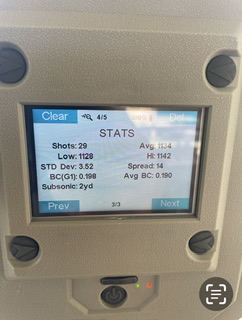 Clear 4/5 Del
STATS
Shots: 29 Avg: 1134
Low: 1128 Hi: 1142
STD Dev: 3.52 Spread: 14
BC(G1): 0.198 Avg BC: 0.190
Subsonic: 2yd
Prev 3/3 Next